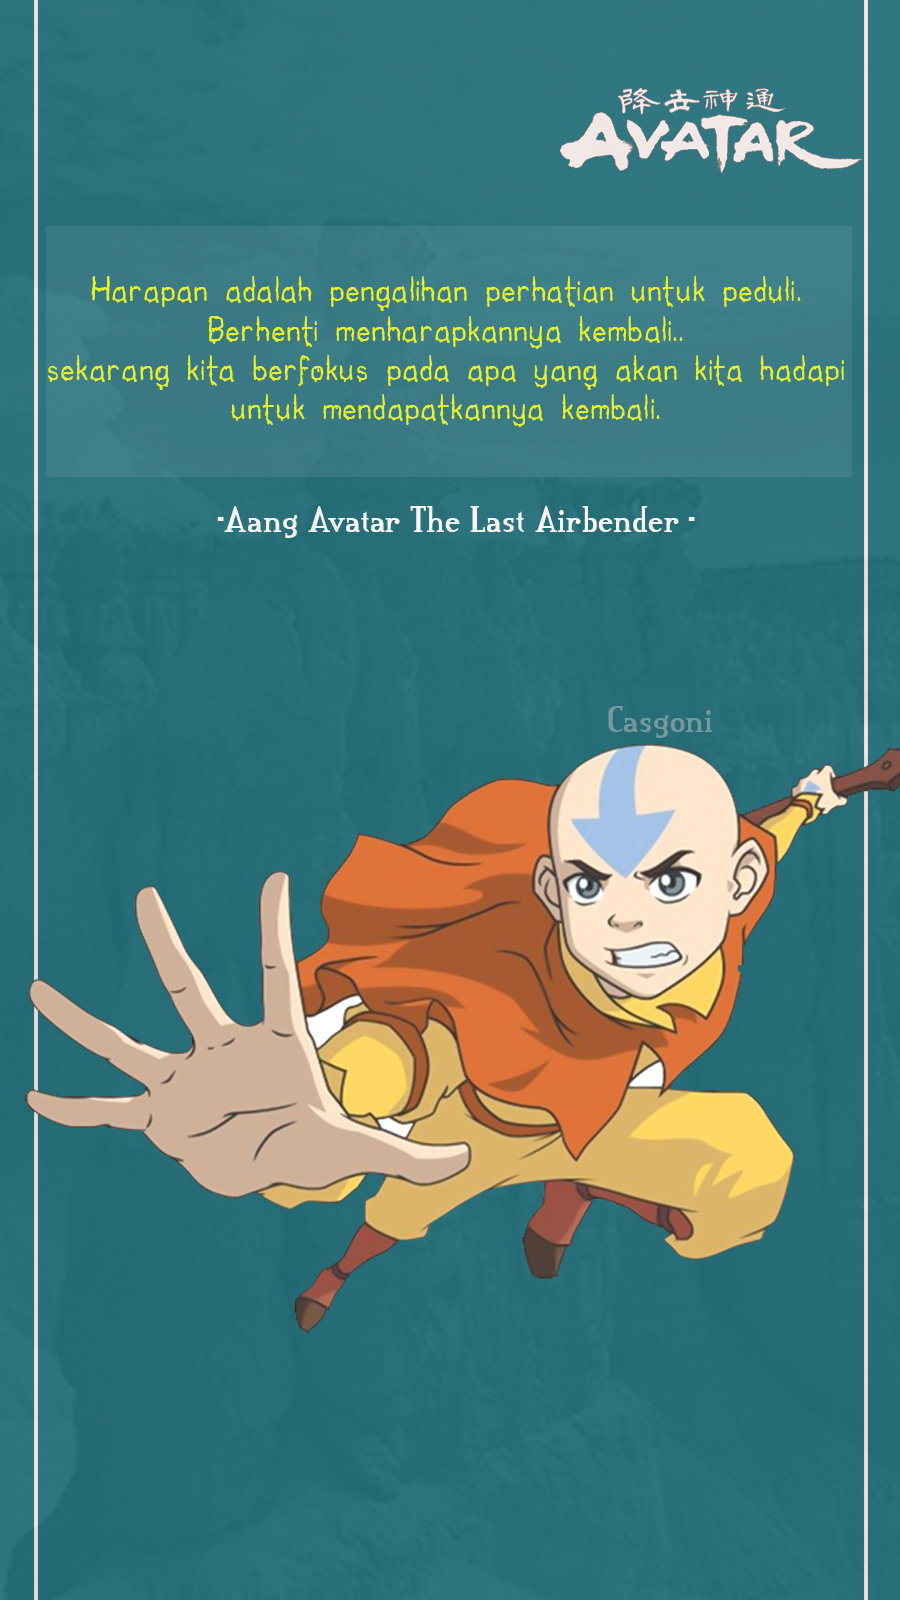 降去神通
AVATAR
Harapan adalah pengalihan perhatian untuk peduli.
Berhenti menharapkannya kembali..
sekarang kita berfokus pada apa yang akan kita hadapi
untuk mendapatkannya kembali.
-Aang Avatar The Last Airbender -
Casgoni